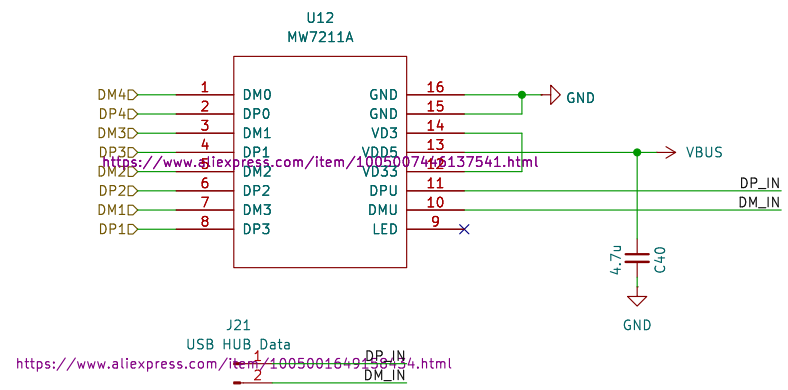 U12
MW7211A
DM4 1 DM0 GND 16 GND
DP4 2 DP0 GND 15
DM3 3 DM1 VD3 14
DP3 4 DP1 VDD5 13 VBUS
https://www.aliexpress.com/item/1005007446137541.html
DM2 5 DM2 VD33 12
DP2 6 DP2 DPU 11 DP_IN
DM1 7 DM3 DMU 10 DM_IN
DP1 8 DP3 LED 9
4.7u C40
GND
J21
USB HUB Data
1 DP_IN
https://www.aliexpress.com/item/1005001649158434.html
2 DM_IN